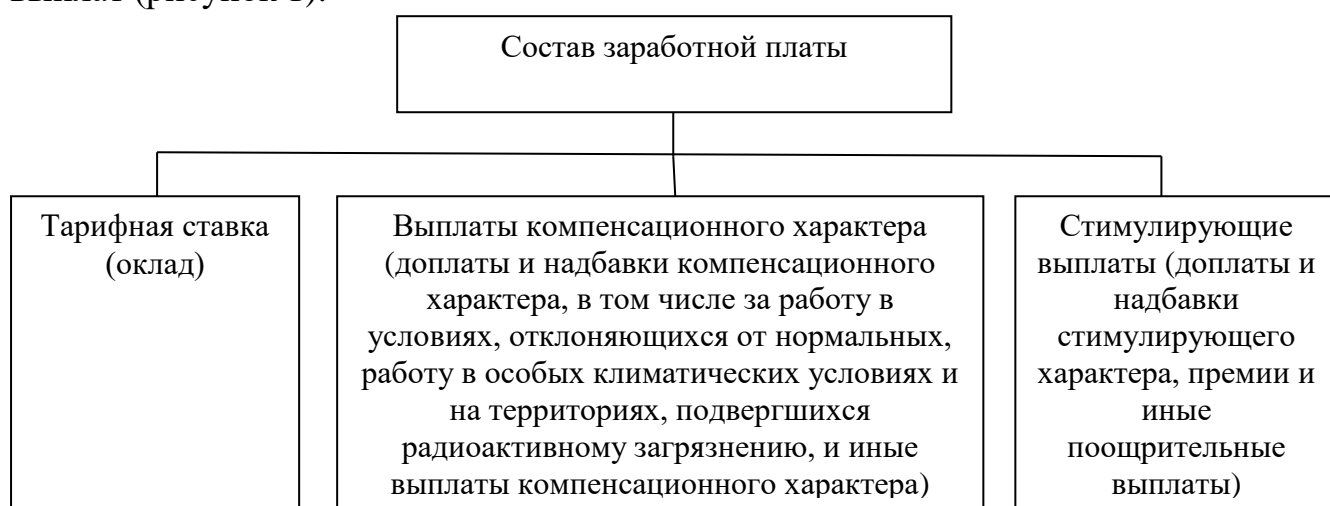 выплат (рисунок 1).
Состав заработной платы
Тарифная ставка
(оклад)
Выплаты компенсационного характера
(доплаты и надбавки компенсационного
характера, в том числе за работу в
условиях, отклоняющихся от нормальных,
работу в особых климатических условиях и
на территориях, подвергшихся
радиоактивному загрязнению, и иные
выплаты компенсационного характера)
Стимулирующие
выплаты (доплаты и
надбавки
стимулирующего
характера, премии и
иные
поощрительные
выплаты)